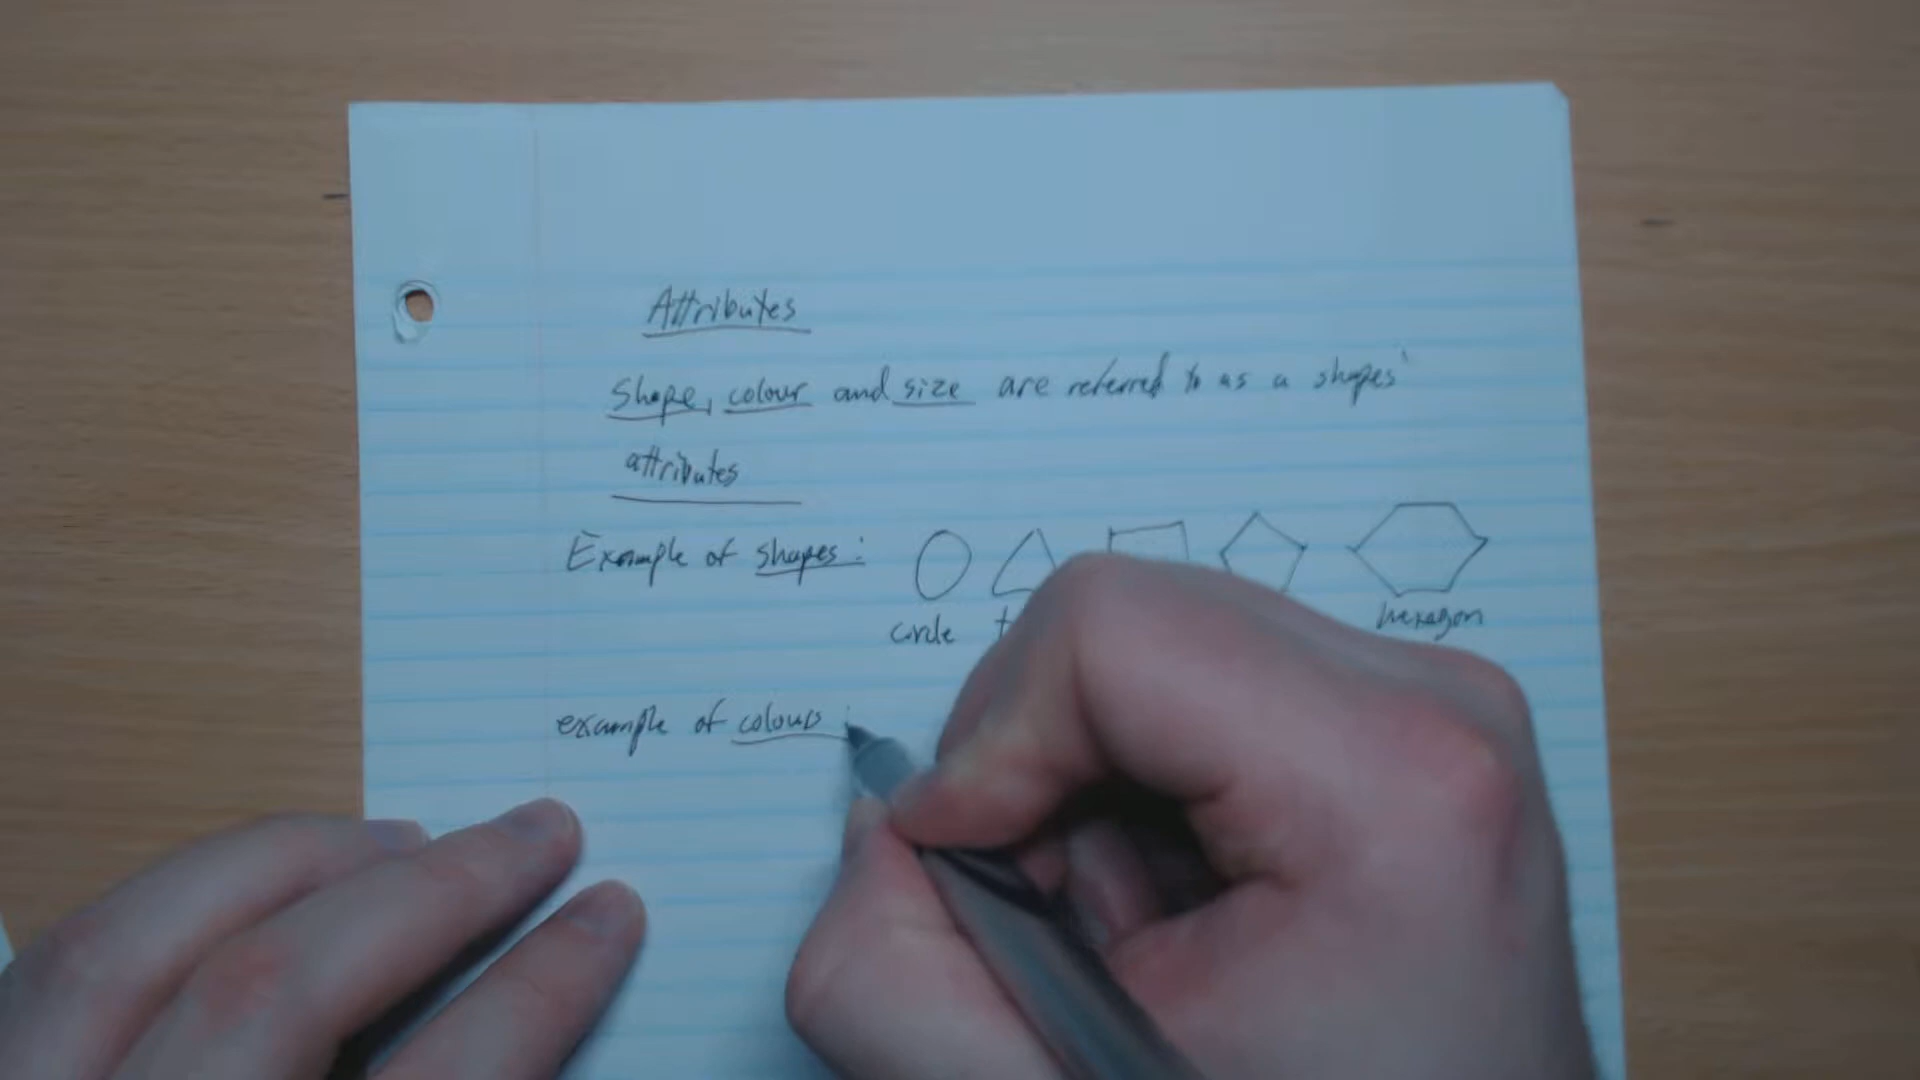 Attributes
Shape, colour and size are referred to as a shapes'
attributes
Example of shapes:
circle hexagon
example of colours :